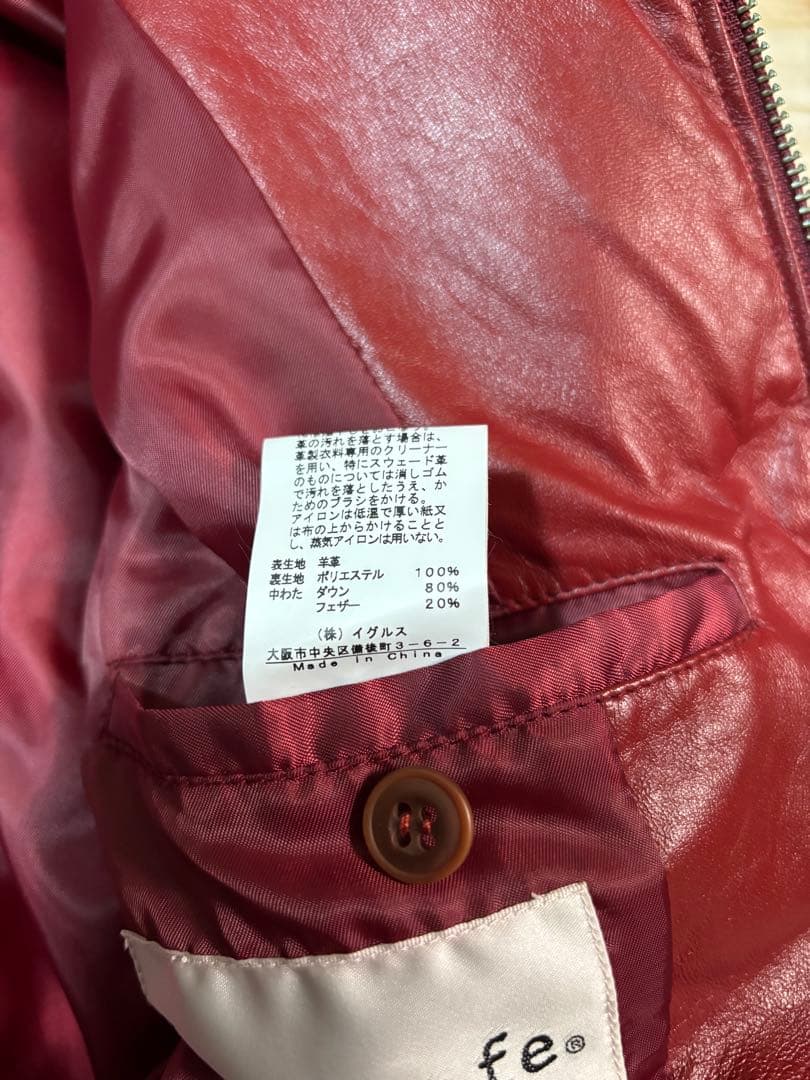 革の汚れを落とす場合は、
革製衣料専用のクリーナー
を用い、特にスウェード革
のものについては消しゴム
で汚れを落としたうえ、か
ためのブラシをかける。
アイロンは低温で厚い紙又
は布の上からかけることと
し、蒸気アイロンは用いない。
表生地 羊革
裏生地 ポリエステル 100%
中わた ダウン 80%
フェザー 20%
(株)イグルス
大阪市中央区備後町3-6-2
Made in China
fe®